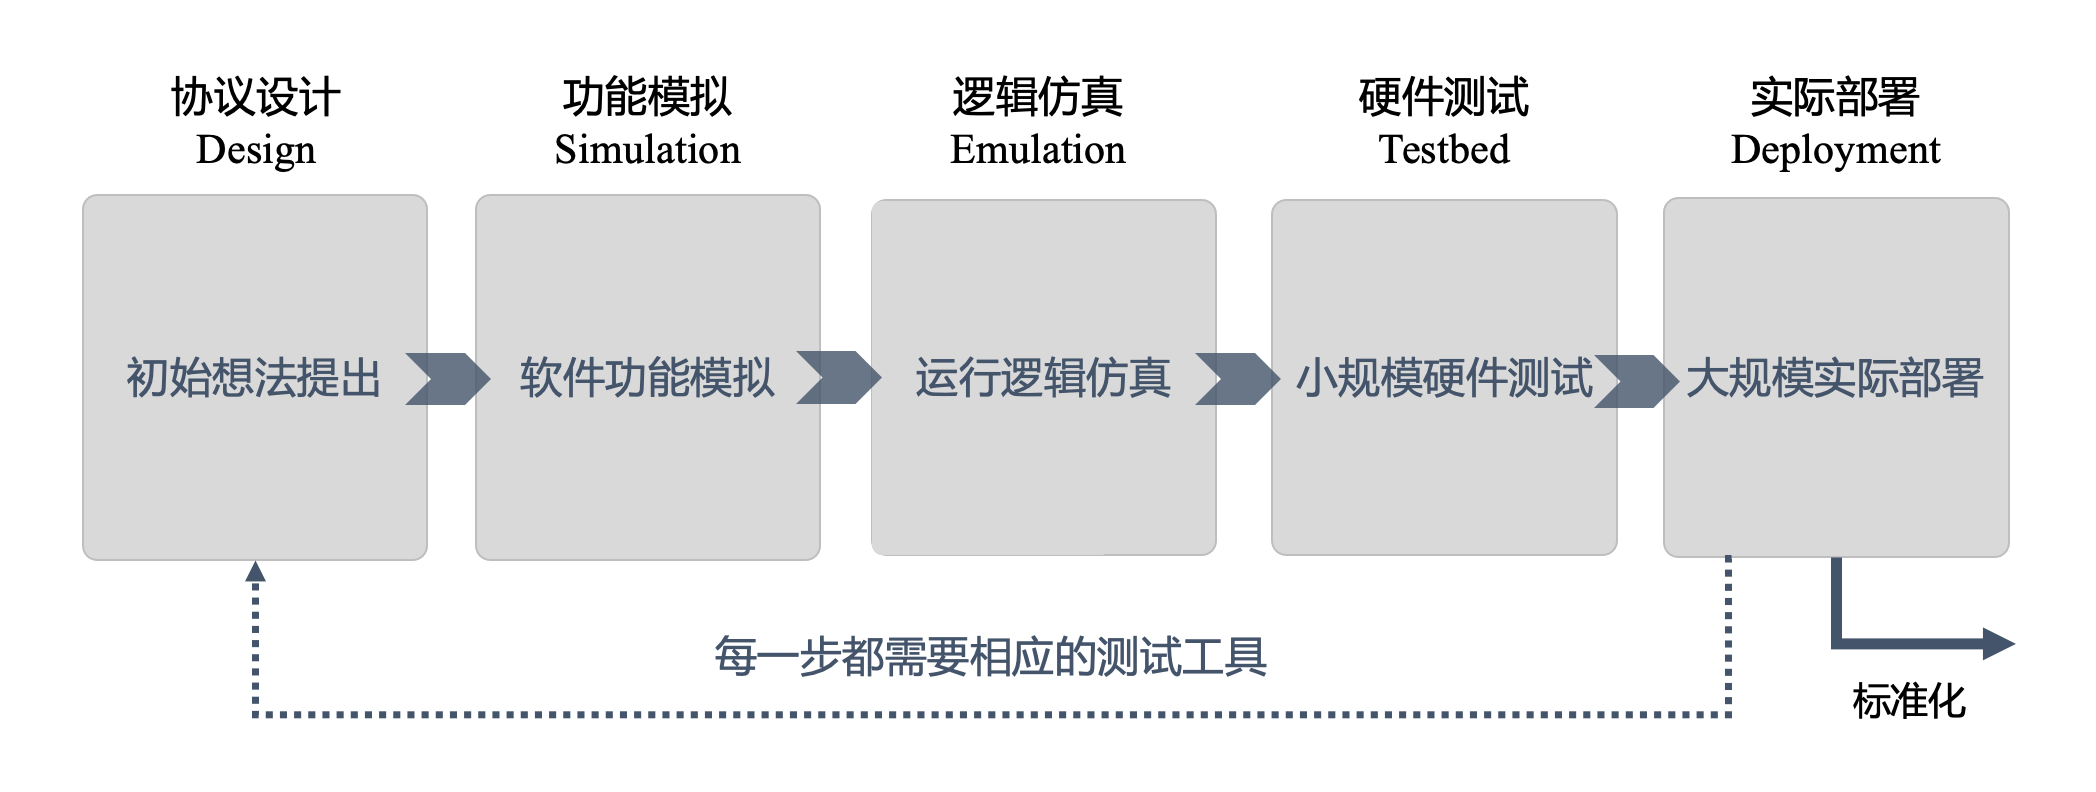 协议设计
Design
功能模拟
Simulation
逻辑仿真
Emulation
硬件测试
Testbed
实际部署
Deployment
初始想法提出
软件功能模拟
运行逻辑仿真
小规模硬件测试
大规模实际部署
每一步都需要相应的测试工具
标准化